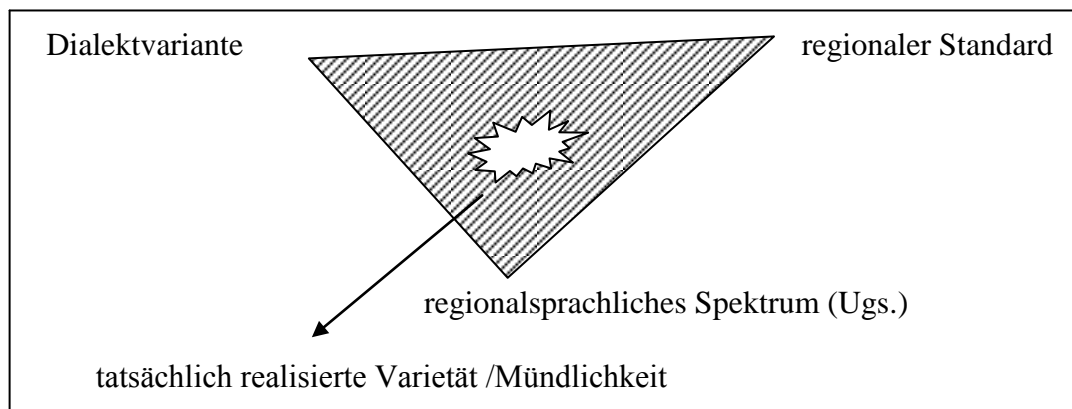 Dialektvariante
regionaler Standard
regionalsprachliches Spektrum (Ugs.)
tatsächlich realisierte Varietät /Mündlichkeit